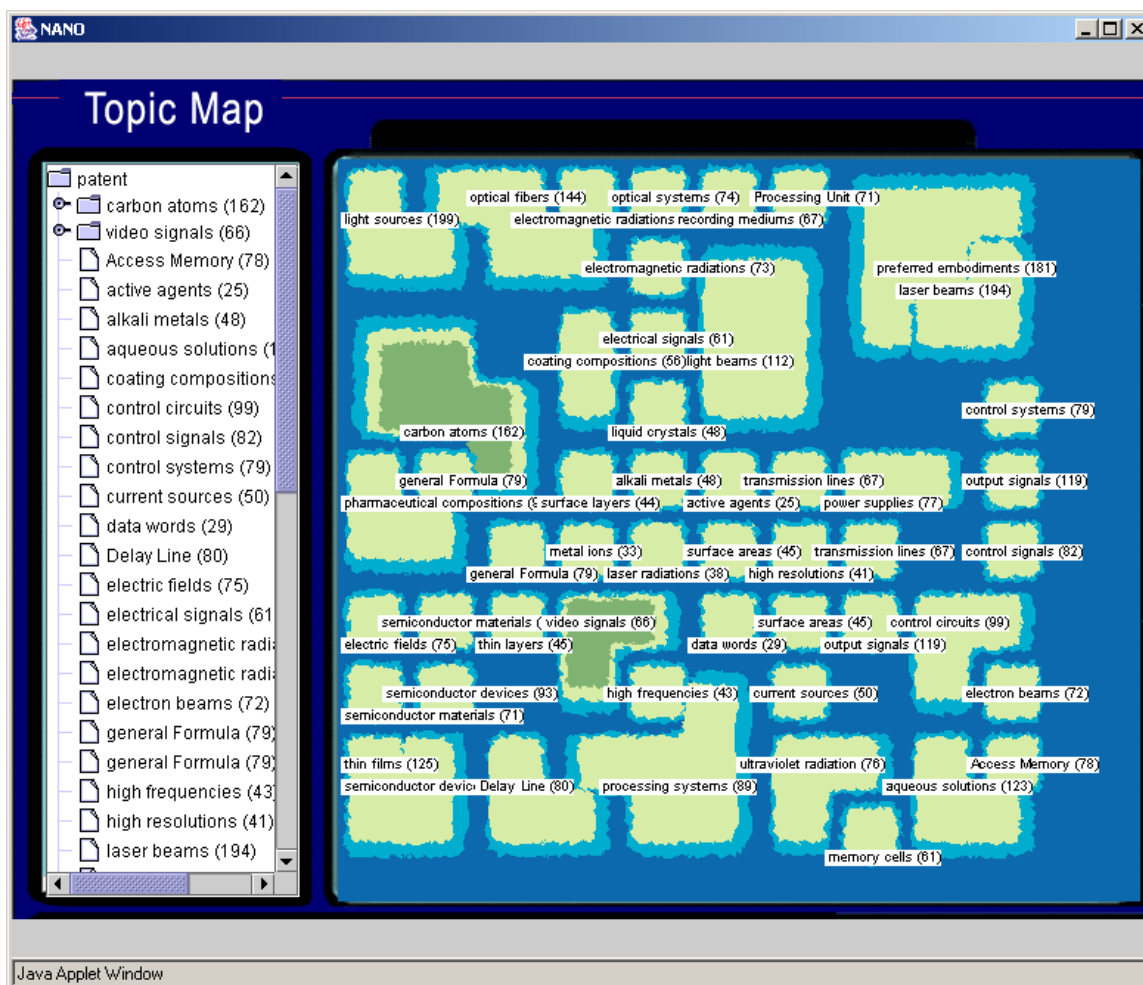 NANO
Topic Map
patent
carbon atoms (162)
video signals (66)
Access Memory (78)
active agents (25)
alkali metals (48)
aqueous solutions (1
coating compositions
control circuits (99)
control signals (82)
control systems (79)
current sources (50)
data words (29)
Delay Line (80)
electric fields (75)
electrical signals (61
electromagnetic radi
electromagnetic radi
electron beams (72)
general Formula (79)
general Formula (79)
high frequencies (43)
high resolutions (41)
laser beams (194)
optical fibers (144) optical systems (74) Processing Unit (71)
light sources (199) electromagnetic radiations recording mediums (67)
electromagnetic radiations (73) preferred embodiments (181)
laser beams (194)
electrical signals (61)
coating compositions (56) light beams (112)
control systems (79)
carbon atoms (162) liquid crystals (48)
general Formula (79) alkali metals (48) transmission lines (67) output signals (119)
pharmaceutical compositions ( surface layers (44) active agents (25) power supplies (77)
metal ions (33) surface areas (45) transmission lines (67) control signals (82)
general Formula (79) laser radiations (38) high resolutions (41)
semiconductor materials ( video signals (66) surface areas (45) control circuits (99)
electric fields (75) thin layers (45) data words (29) output signals (119)
semiconductor devices (93) high frequencies (43) current sources (50) electron beams (72)
semiconductor materials (71)
thin films (125) ultraviolet radiation (76) Access Memory (78)
semiconductor devic Delay Line (80) processing systems (89) aqueous solutions (123)
memory cells (61)
Java Applet Window